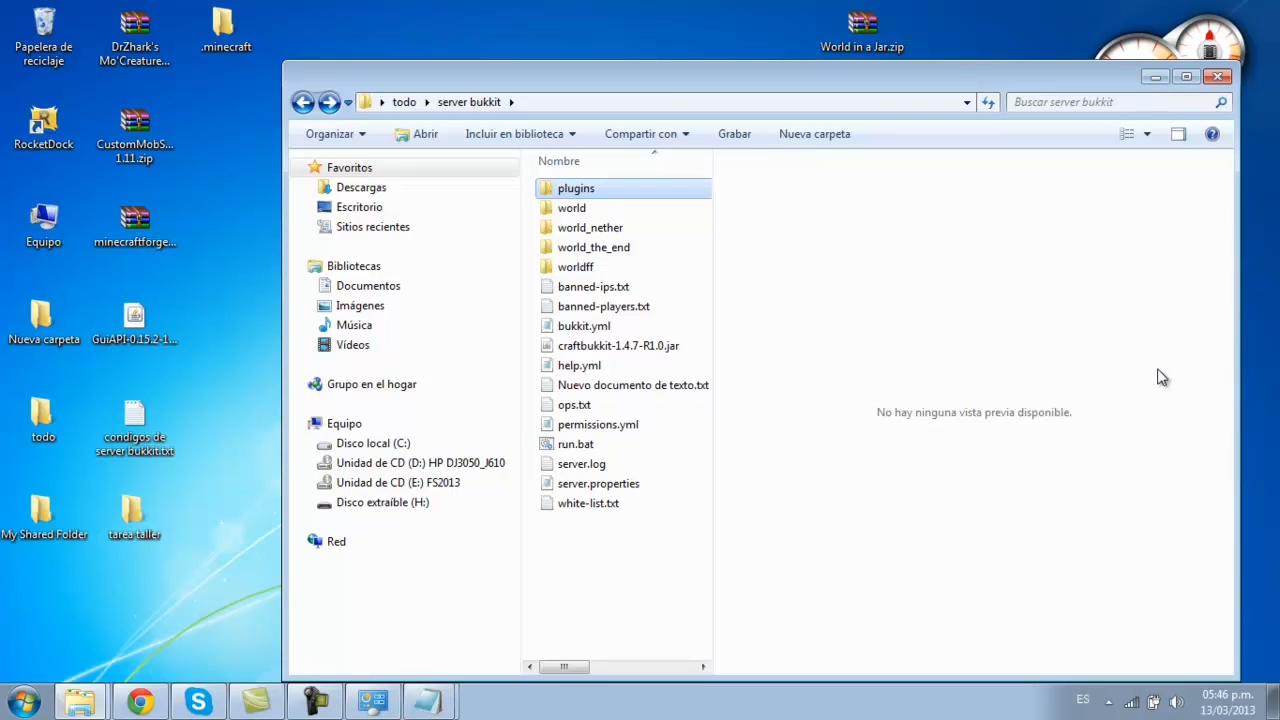 Papelera de
reciclaje
DrZhark's
Mo'Creature...
.minecraft
World in a Jar.zip
RocketDock
CustomMobS...
1.11.zip
Equipo
minecraftforge...
Nueva carpeta
GuiAPI-0.15.2-1...
todo
condigos de
server bukkit.txt
My Shared Folder
tarea taller
todo
server bukkit
Buscar server bukkit
Organizar
Abrir
Incluir en biblioteca
Compartir con
Grabar
Nueva carpeta
Favoritos
Descargas
Escritorio
Sitios recientes
Bibliotecas
Documentos
Imágenes
Música
Vídeos
Grupo en el hogar
Equipo
Disco local (C:)
Unidad de CD (D:) HP DJ3050_J610
Unidad de CD (E:) FS2013
Disco extraíble (H:)
Red
Nombre
plugins
world
world_nether
world_the_end
worldff
banned-ips.txt
banned-players.txt
bukkit.yml
craftbukkit-1.4.7-R1.0.jar
help.yml
Nuevo documento de texto.txt
ops.txt
permissions.yml
run.bat
server.log
server.properties
white-list.txt
No hay ninguna vista previa disponible.
ES
05:46 p.m.
13/03/2013